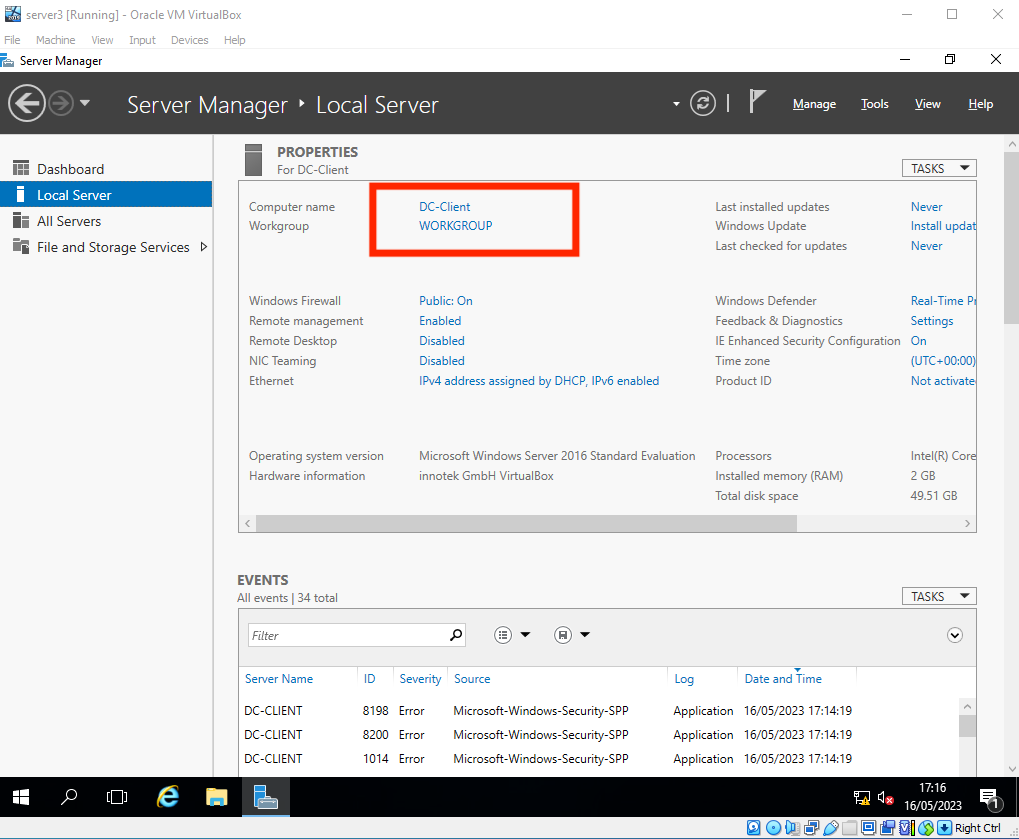 server3 [Running] - Oracle VM VirtualBox
File Machine View Input Devices Help
Server Manager
Server Manager Local Server
Manage Tools View Help
Dashboard
Local Server
All Servers
File and Storage Services
PROPERTIES
For DC-Client
TASKS
Computer name DC-Client Last installed updates Never
Workgroup WORKGROUP Windows Update Install updat
Last checked for updates Never
Windows Firewall Public: On Windows Defender Real-Time Pr
Remote management Enabled Feedback & Diagnostics Settings
Remote Desktop Disabled IE Enhanced Security Configuration On
NIC Teaming Disabled Time zone (UTC+00:00)
Ethernet IPv4 address assigned by DHCP, IPv6 enabled Product ID Not activate
Operating system version Microsoft Windows Server 2016 Standard Evaluation Processors Intel(R) Core
Hardware information innotek GmbH VirtualBox Installed memory (RAM) 2 GB
Total disk space 49.51 GB
EVENTS
All events | 34 total
TASKS
Filter
Server Name ID Severity Source Log Date and Time
DC-CLIENT 8198 Error Microsoft-Windows-Security-SPP Application 16/05/2023 17:14:19
DC-CLIENT 8200 Error Microsoft-Windows-Security-SPP Application 16/05/2023 17:14:19
DC-CLIENT 1014 Error Microsoft-Windows-Security-SPP Application 16/05/2023 17:14:19
17:16
16/05/2023
1
Right Ctrl